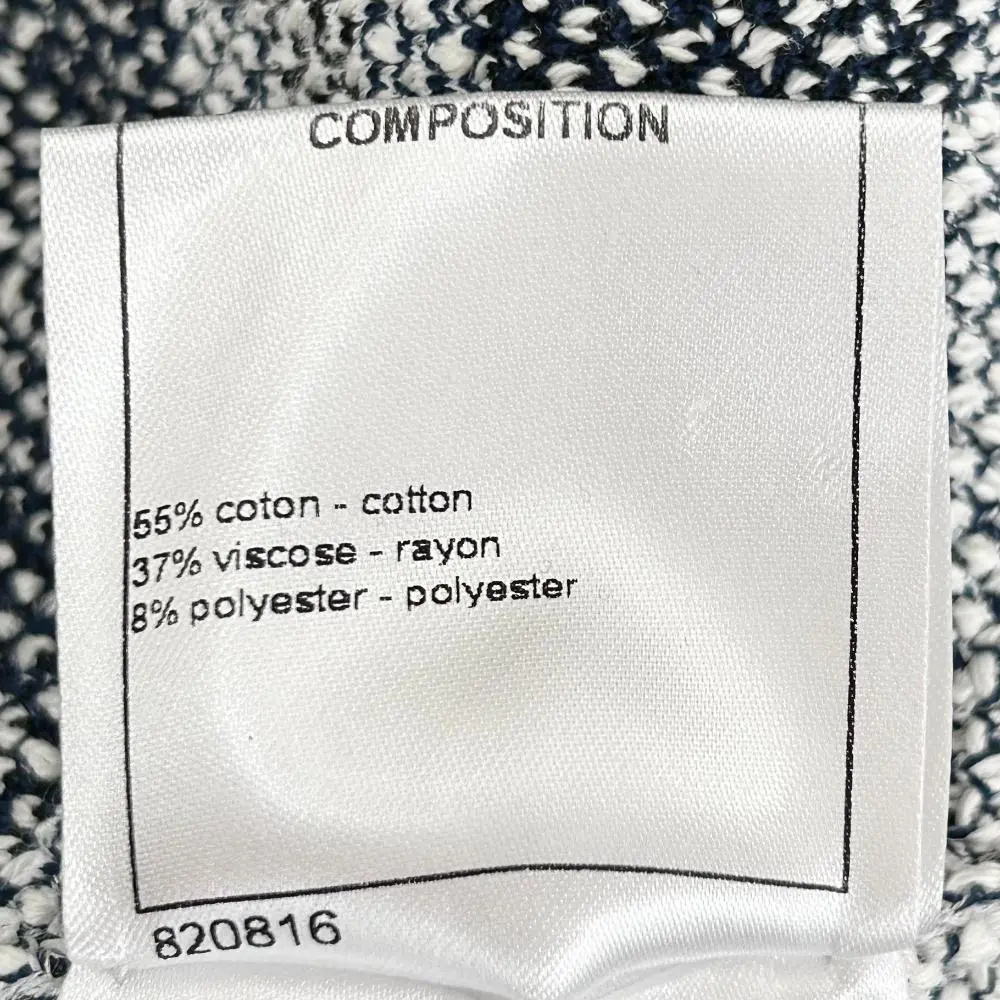 COMPOSITION
55% coton - cotton
37% viscose - rayon
8% polyester - polyester
820816